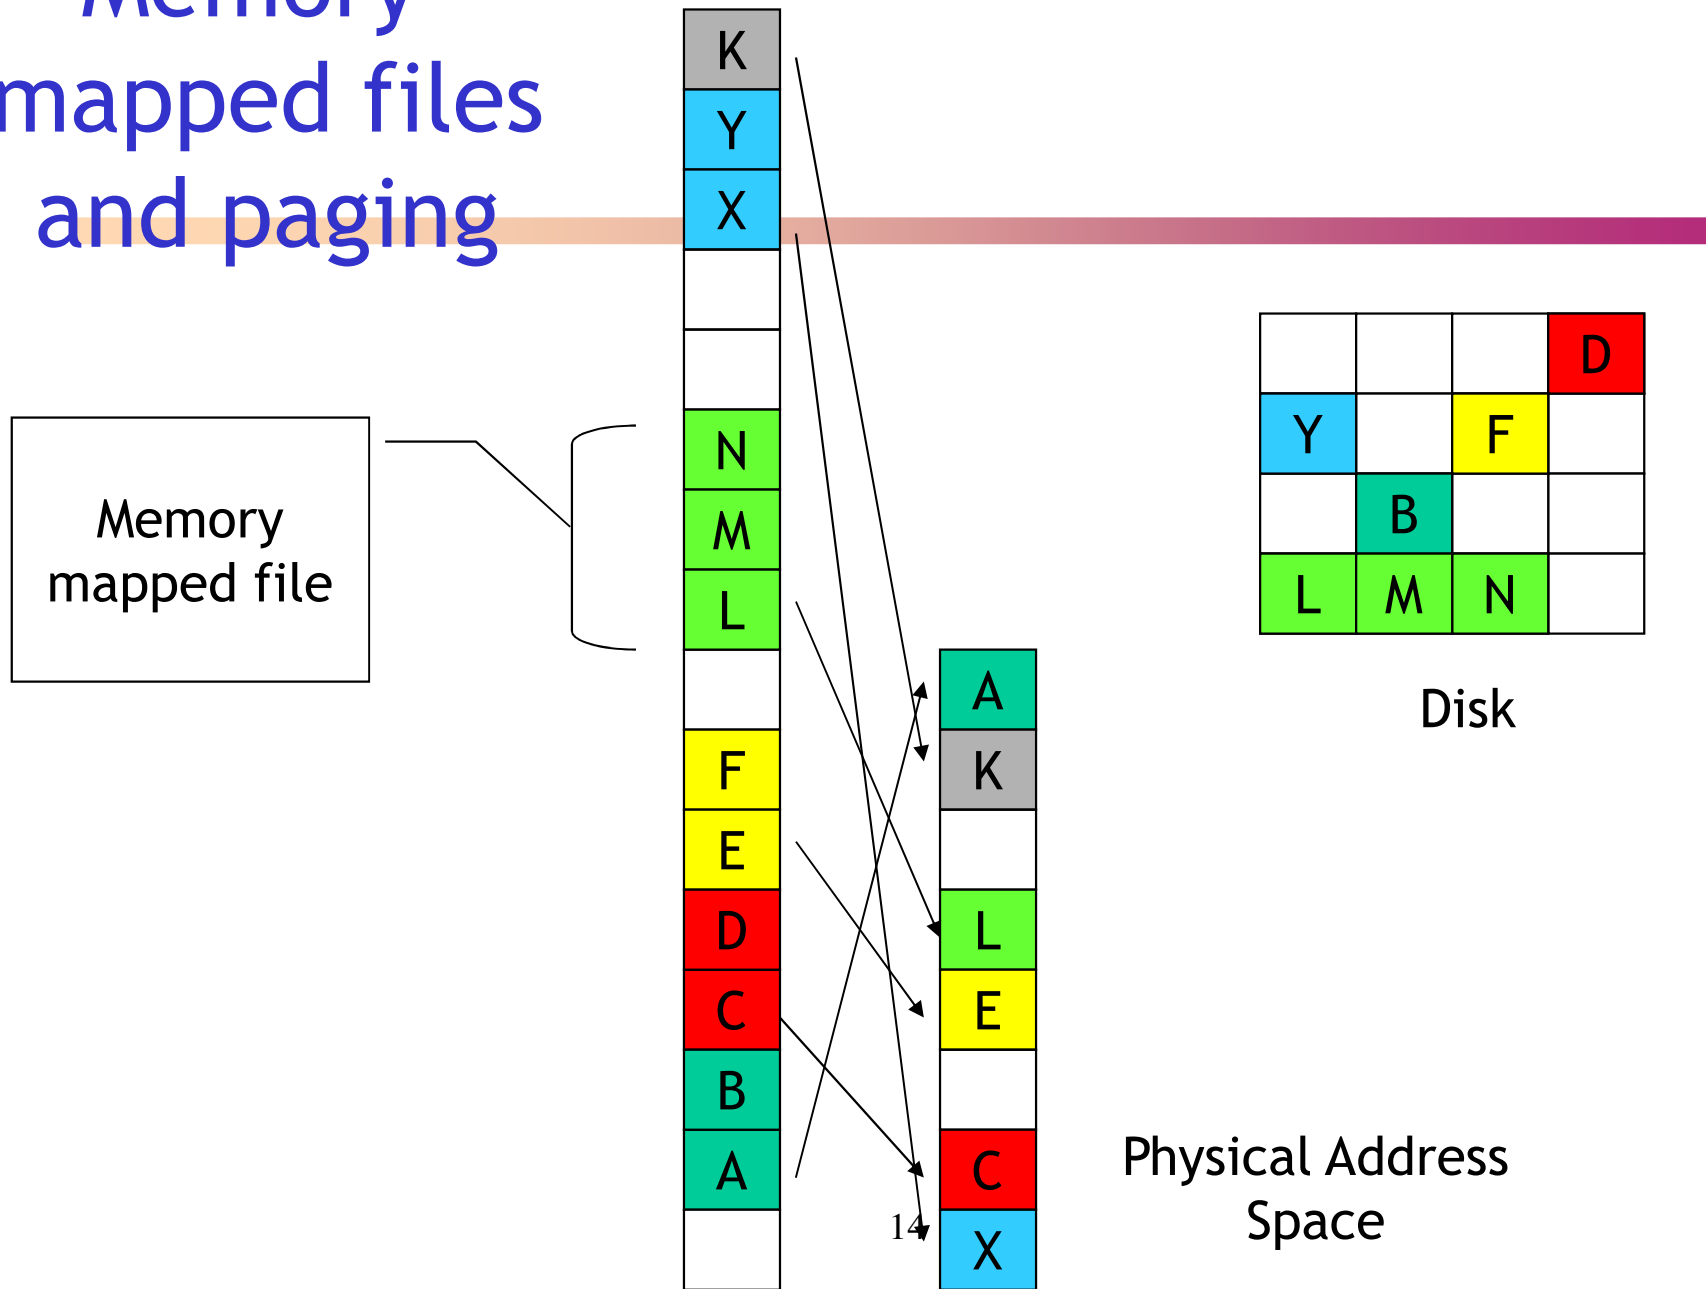 Memory
mapped files
and paging
K
Y
X
N
M
L
F
E
D
C
B
A
Memory
mapped file
A
K
L
E
C
X
D
Y F
B
L M N
Disk
Physical Address
Space
14